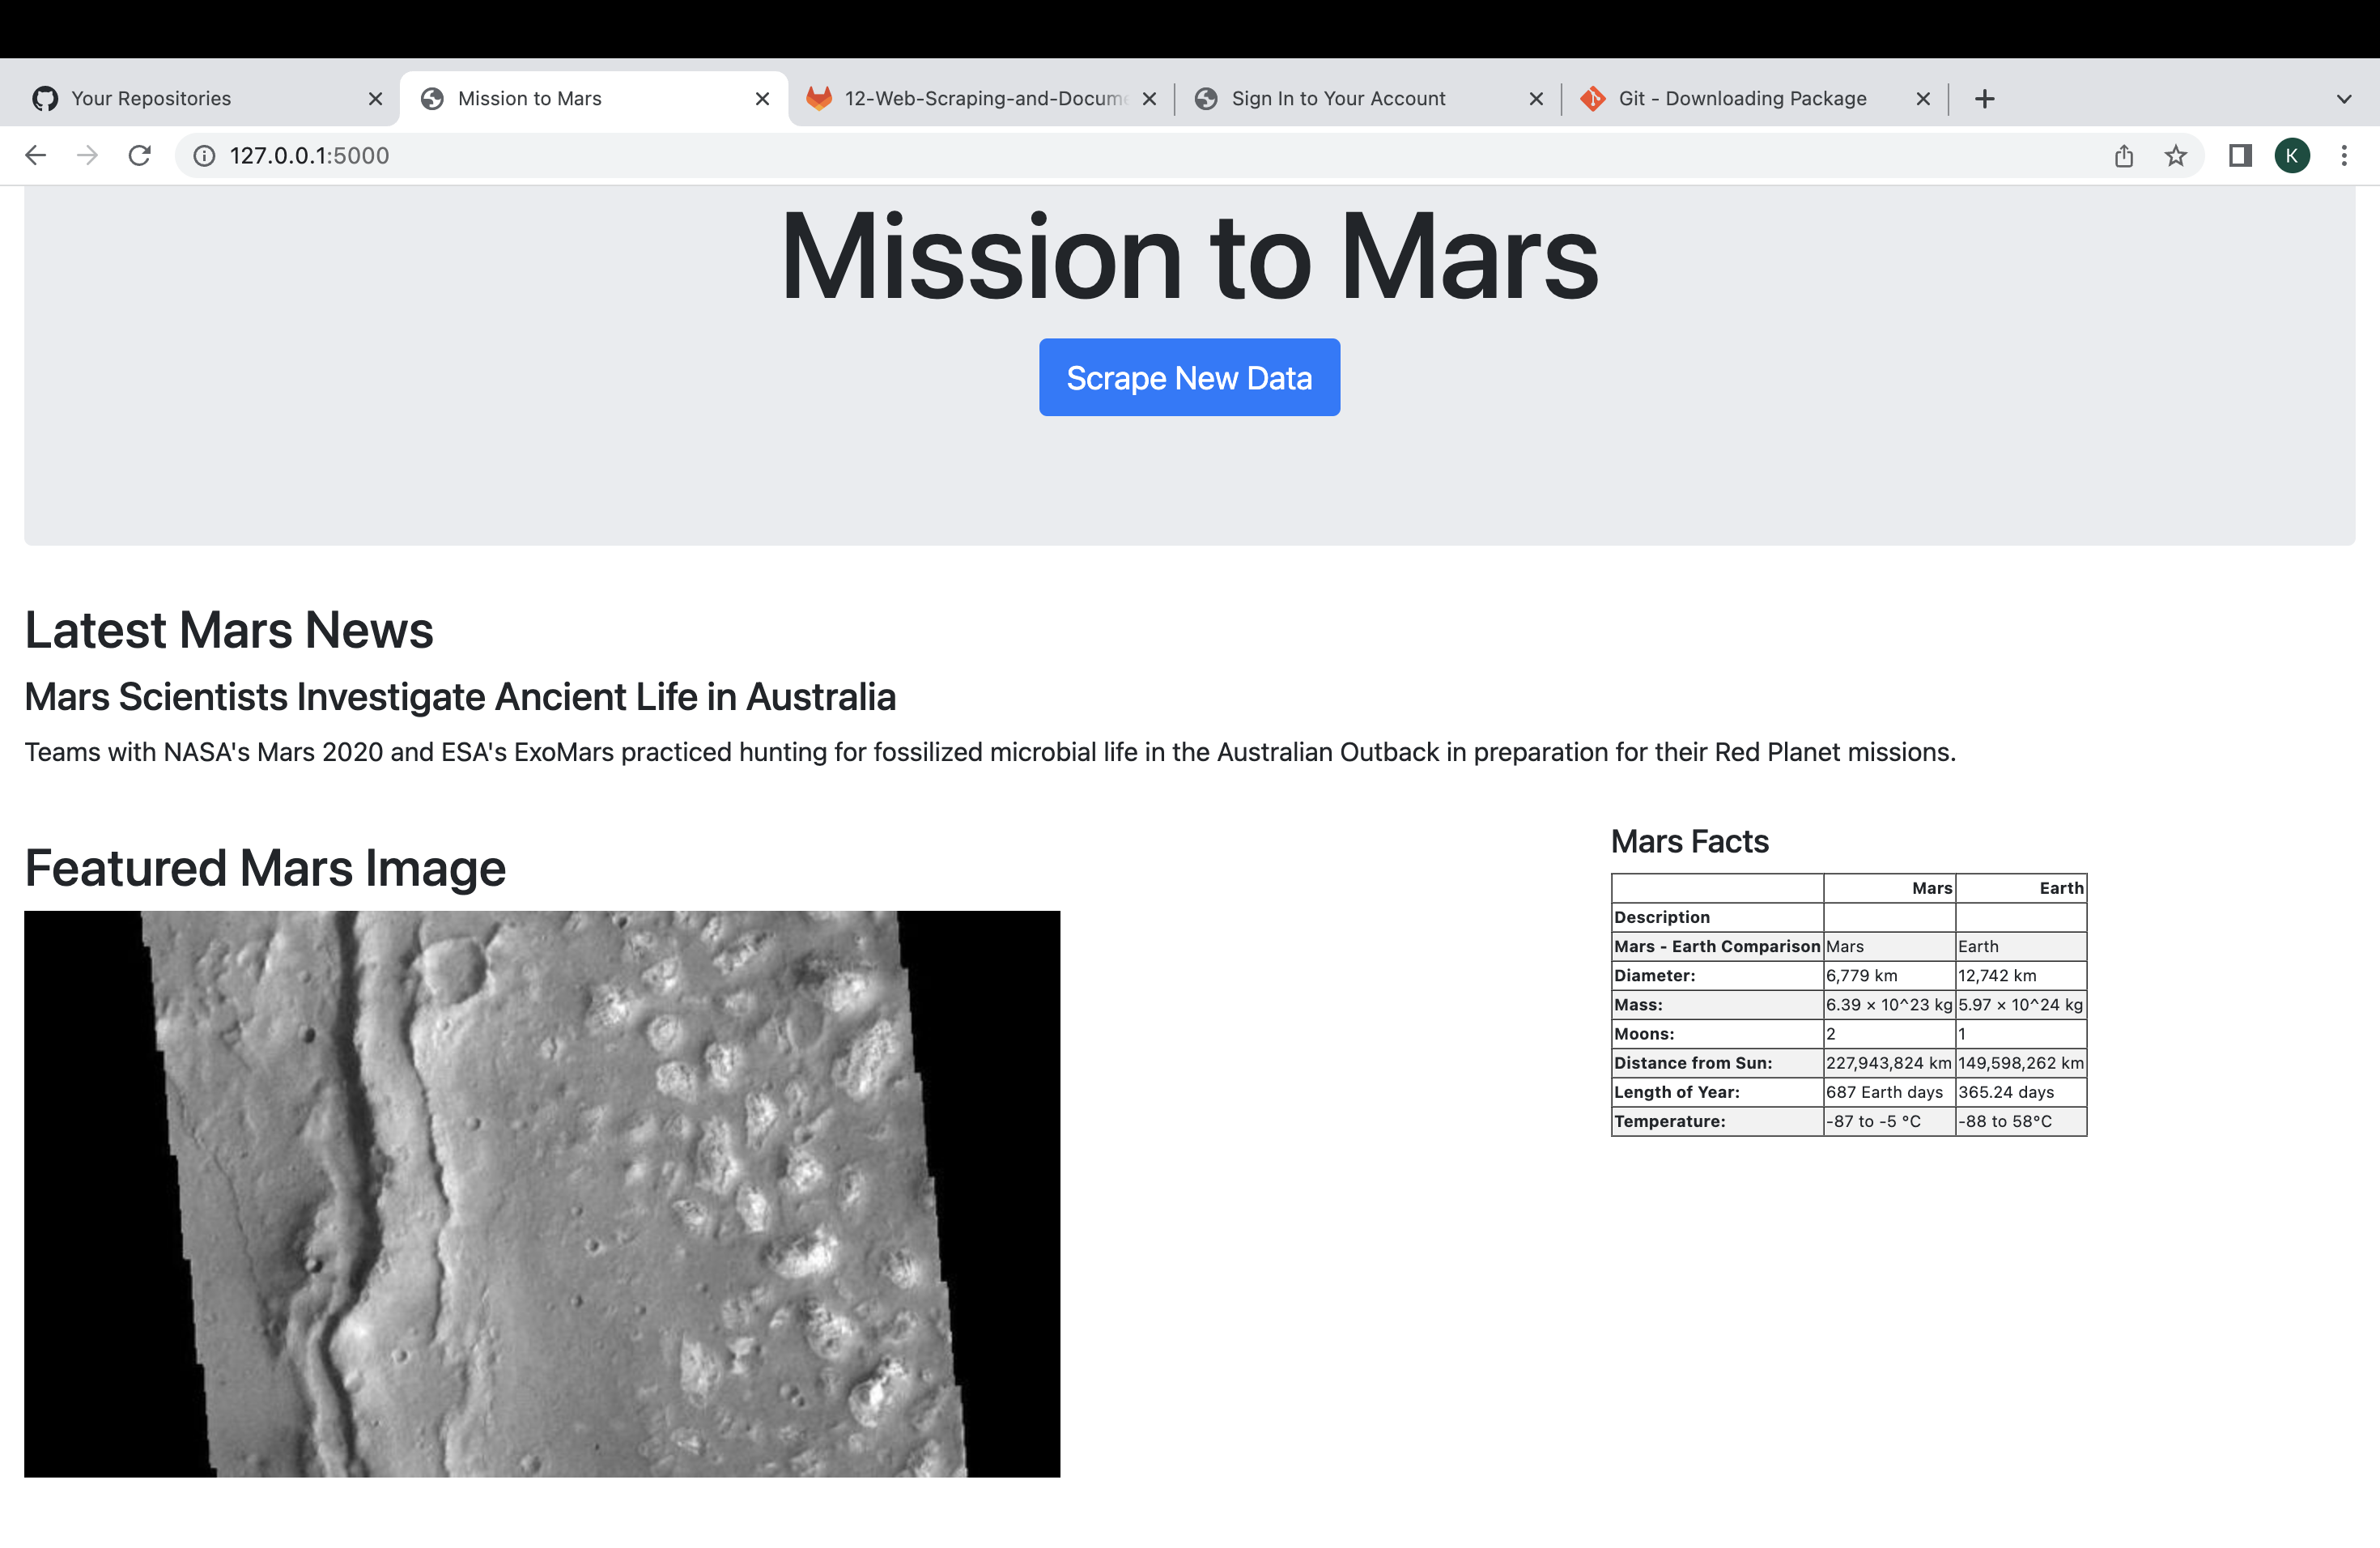 Your Repositories
Mission to Mars
12-Web-Scraping-and-Docum
Sign In to Your Account
Git - Downloading Package
127.0.0.1:5000
K
Mission to Mars
Scrape New Data
Latest Mars News
Mars Scientists Investigate Ancient Life in Australia
Teams with NASA's Mars 2020 and ESA's ExoMars practiced hunting for fossilized microbial life in the Australian Outback in preparation for their Red Planet missions.
Featured Mars Image
Mars Facts
Mars Earth
Description
Mars - Earth Comparison Mars Earth
Diameter: 6,779 km 12,742 km
Mass: 6.39 × 10^23 kg 5.97 × 10^24 kg
Moons: 2 1
Distance from Sun: 227,943,824 km 149,598,262 km
Length of Year: 687 Earth days 365.24 days
Temperature: -87 to -5 °C -88 to 58°C